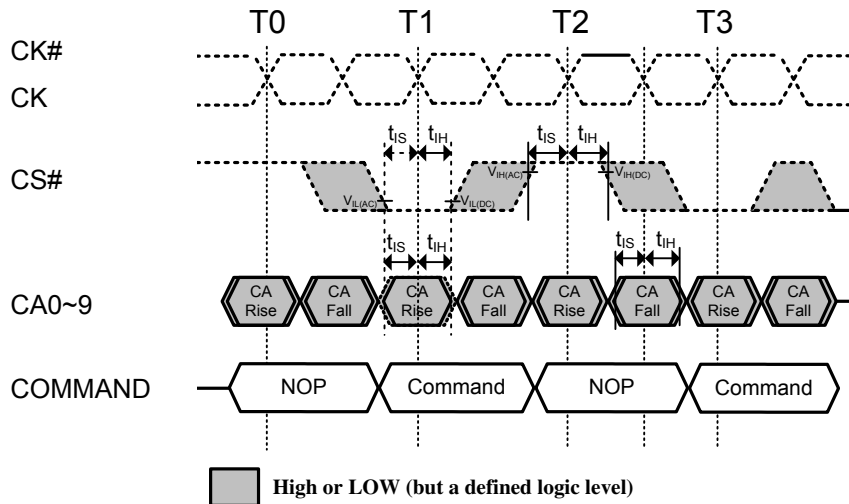 T0 T1 T2 T3
CK#
CK
tIS tIH tIS tIH
CS#
VIL(AC) VIL(DC) VIH(AC) VIH(DC)
tIS tIH tIS tIH
CA0~9
CA Rise CA Fall CA Rise CA Fall CA Rise CA Fall CA Rise CA Fall
COMMAND NOP Command NOP Command
High or LOW (but a defined logic level)